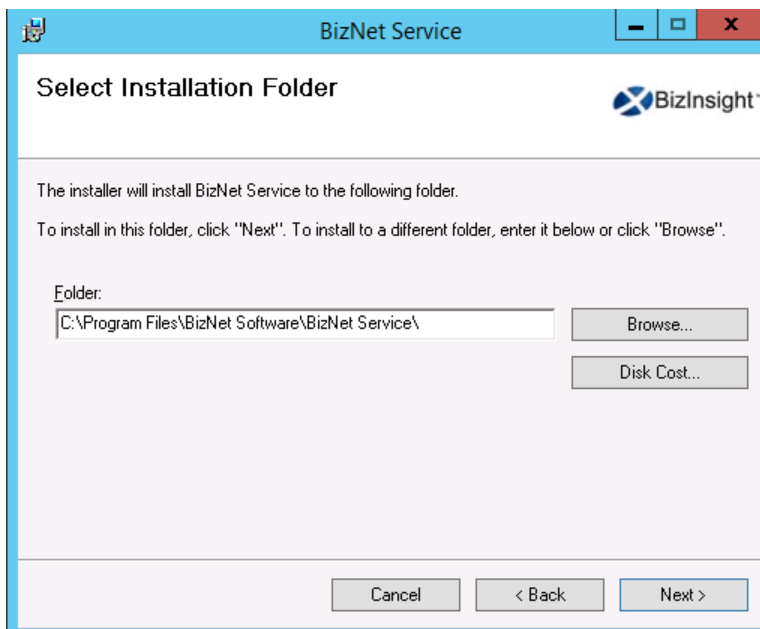 BizNet Service
Select Installation Folder
BizInsight
The installer will install BizNet Service to the following folder.
To install in this folder, click "Next". To install to a different folder, enter it below or click "Browse".
Folder:
C:\Program Files\BizNet Software\BizNet Service\
Browse...
Disk Cost...
Cancel
< Back
Next >